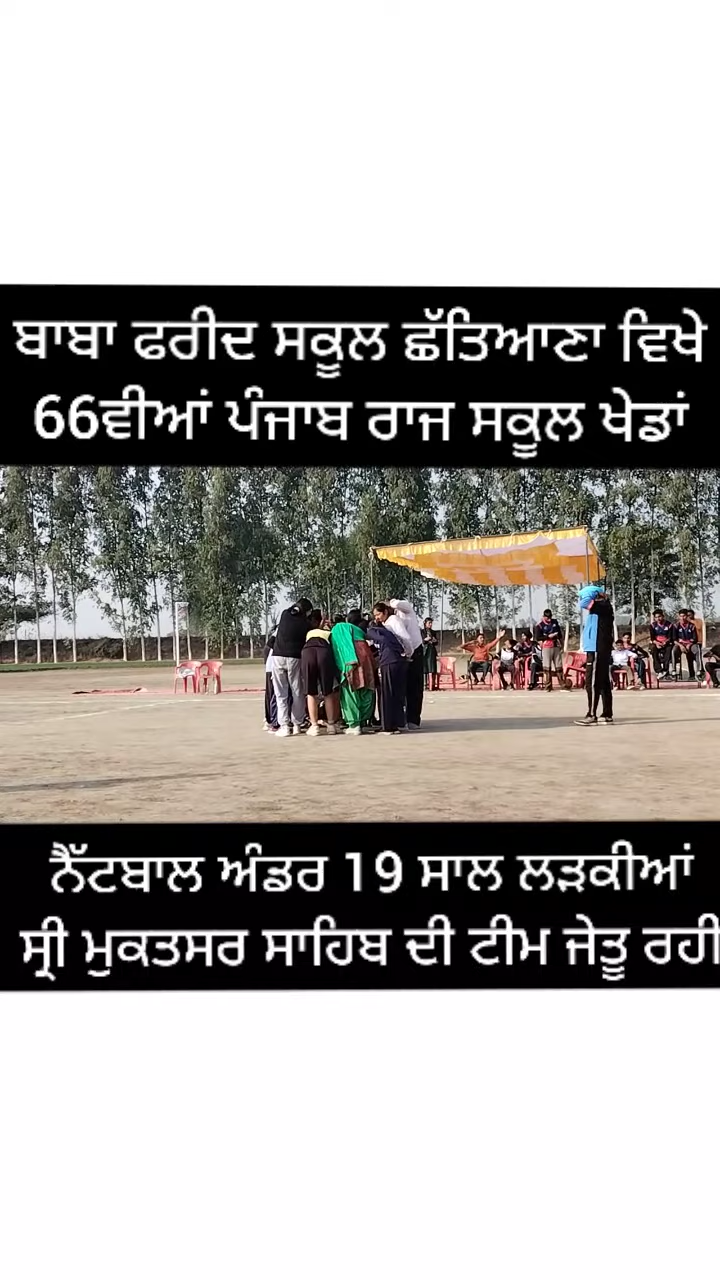 ਬਾਬਾ ਫਰੀਦ ਸਕੂਲ ਛੱਤਿਆਣਾ ਵਿਖੇ
66ਵੀਆਂ ਪੰਜਾਬ ਰਾਜ ਸਕੂਲ ਖੇਡਾਂ
ਨੈੱਟਬਾਲ ਅੰਡਰ 19 ਸਾਲ ਲੜਕੀਆਂ
ਸ੍ਰੀ ਮੁਕਤਸਰ ਸਾਹਿਬ ਦੀ ਟੀਮ ਜੇਤੂ ਰਹੀ